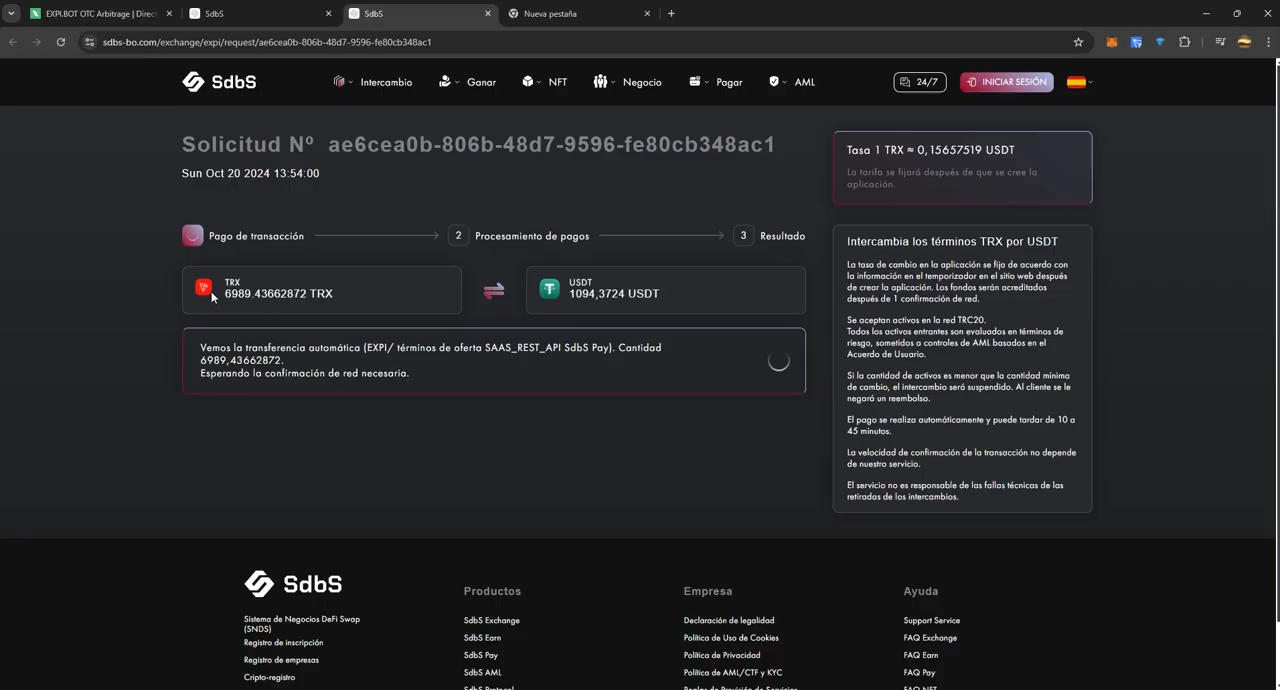 EXPI.BOT OTC Arbitrage | Direc
SdbS
SdbS
Nueva pestaña
sdbs-bo.com/exchange/expi/request/ae6cea0b-806b-48d7-9596-fe80cb348ac1
SdbS
Intercambio
Ganar
NFT
Negocio
Pagar
AML
24/7
INICIAR SESIÓN
Solicitud Nº ae6cea0b-806b-48d7-9596-fe80cb348ac1
Sun Oct 20 2024 13:54:00
Pago de transacción
2 Procesamiento de pagos
3 Resultado
TRX
6989.43662872 TRX
USDT
1094,3724 USDT
Vemos la transferencia automática (EXPI/ términos de oferta SAAS_REST_API SdbS Pay). Cantidad
6989,43662872.
Esperando la confirmación de red necesaria.
Tasa 1 TRX ≈ 0,15657519 USDT
La tarifa se fijará después de que se cree la
aplicación.
Intercambia los términos TRX por USDT
La tasa de cambio en la aplicación se fija de acuerdo con
la información en el temporizador en el sitio web después
de crear la aplicación. Los fondos serán acreditados
después de 1 confirmación de red.
Se aceptan activos en la red TRC20.
Todos los activos entrantes son evaluados en términos de
riesgo, sometidos a controles de AML basados en el
Acuerdo de Usuario.
Si la cantidad de activos es menor que la cantidad mínima
de cambio, el intercambio será suspendido. Al cliente se le
negará un reembolso.
El pago se realiza automáticamente y puede tardar de 10 a
45 minutos.
La velocidad de confirmación de la transacción no depende
de nuestro servicio.
El servicio no es responsable de las fallas técnicas de las
retiradas de los intercambios.
SdbS
Sistema de Negocios DeFi Swap
(SNDS)
Registro de inscripción
Registro de empresas
Cripto-registro
Productos
SdbS Exchange
SdbS Earn
SdbS Pay
SdbS AML
SdbS Protocol
Empresa
Declaración de legalidad
Política de Uso de Cookies
Política de Privacidad
Política de AML/CTF y KYC
Reglas de Provisión de Servicios
Ayuda
Support Service
FAQ Exchange
FAQ Earn
FAQ Pay
FAQ NFT